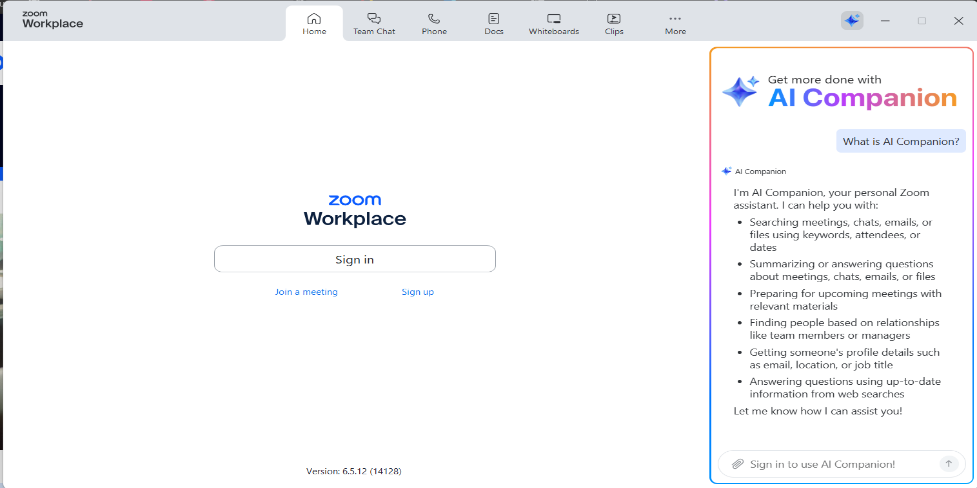 zoom
Workplace
Home
Team Chat
Phone
Docs
Whiteboards
Clips
More
zoom
Workplace
Sign in
Join a meeting
Sign up
Version: 6.5.12 (14128)
Get more done with
AI Companion
What is AI Companion?
AI Companion
I'm AI Companion, your personal Zoom
assistant. I can help you with:
• Searching meetings, chats, emails, or
files using keywords, attendees, or
dates
• Summarizing or answering questions
about meetings, chats, emails, or files
• Preparing for upcoming meetings with
relevant materials
• Finding people based on relationships
like team members or managers
• Getting someone's profile details such
as email, location, or job title
• Answering questions using up-to-date
information from web searches
Let me know how I can assist you!
Sign in to use AI Companion!